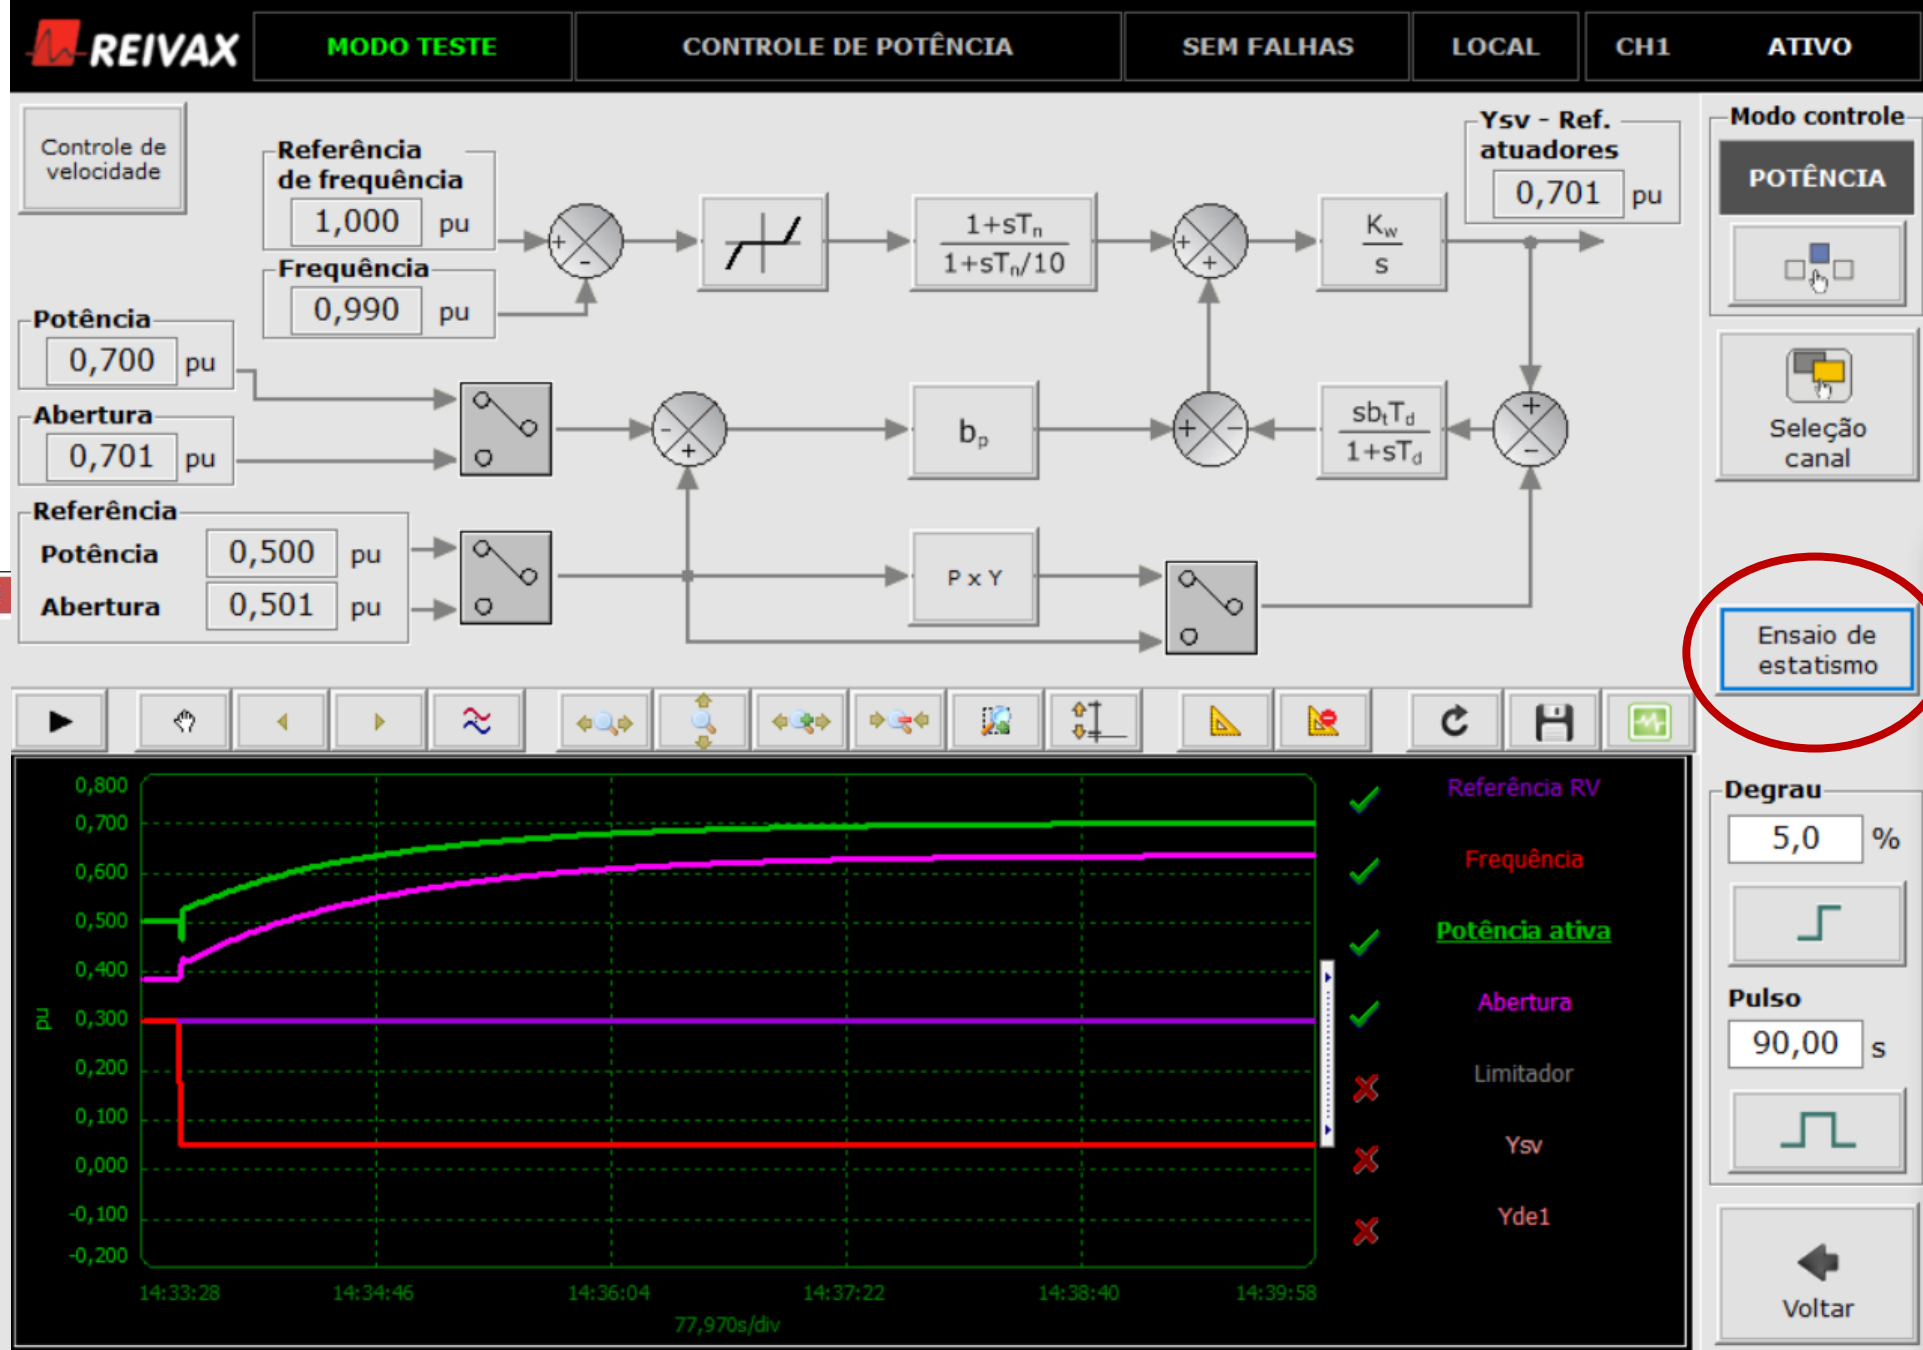 REIVAX
MODO TESTE
CONTROLE DE POTÊNCIA
SEM FALHAS
LOCAL
CH1
ATIVO
Controle de
velocidade
Referência
de frequência
1,000 pu
Frequência
0,990 pu
Potência
0,700 pu
Abertura
0,701 pu
Referência
Potência 0,500 pu
Abertura 0,501 pu
+
-
1+sTn
1+sTn/10
+
+
Kw
s
Ysv - Ref.
atuadores
0,701 pu
-
+
bp
+ -
sbtTd
1+sTd
+
-
P x Y
Modo controle
POTÊNCIA
Seleção
canal
Ensaio de
estatismo
Degrau
5,0 %
Pulso
90,00 s
Voltar
0,800
0,700
0,600
0,500
0,400
0,300
0,200
0,100
0,000
-0,100
-0,200
pu
14:33:28 14:34:46 14:36:04 14:37:22 14:38:40 14:39:58
77,970s/div
Referência RV
Frequência
Potência ativa
Abertura
Limitador
Ysv
Yde1